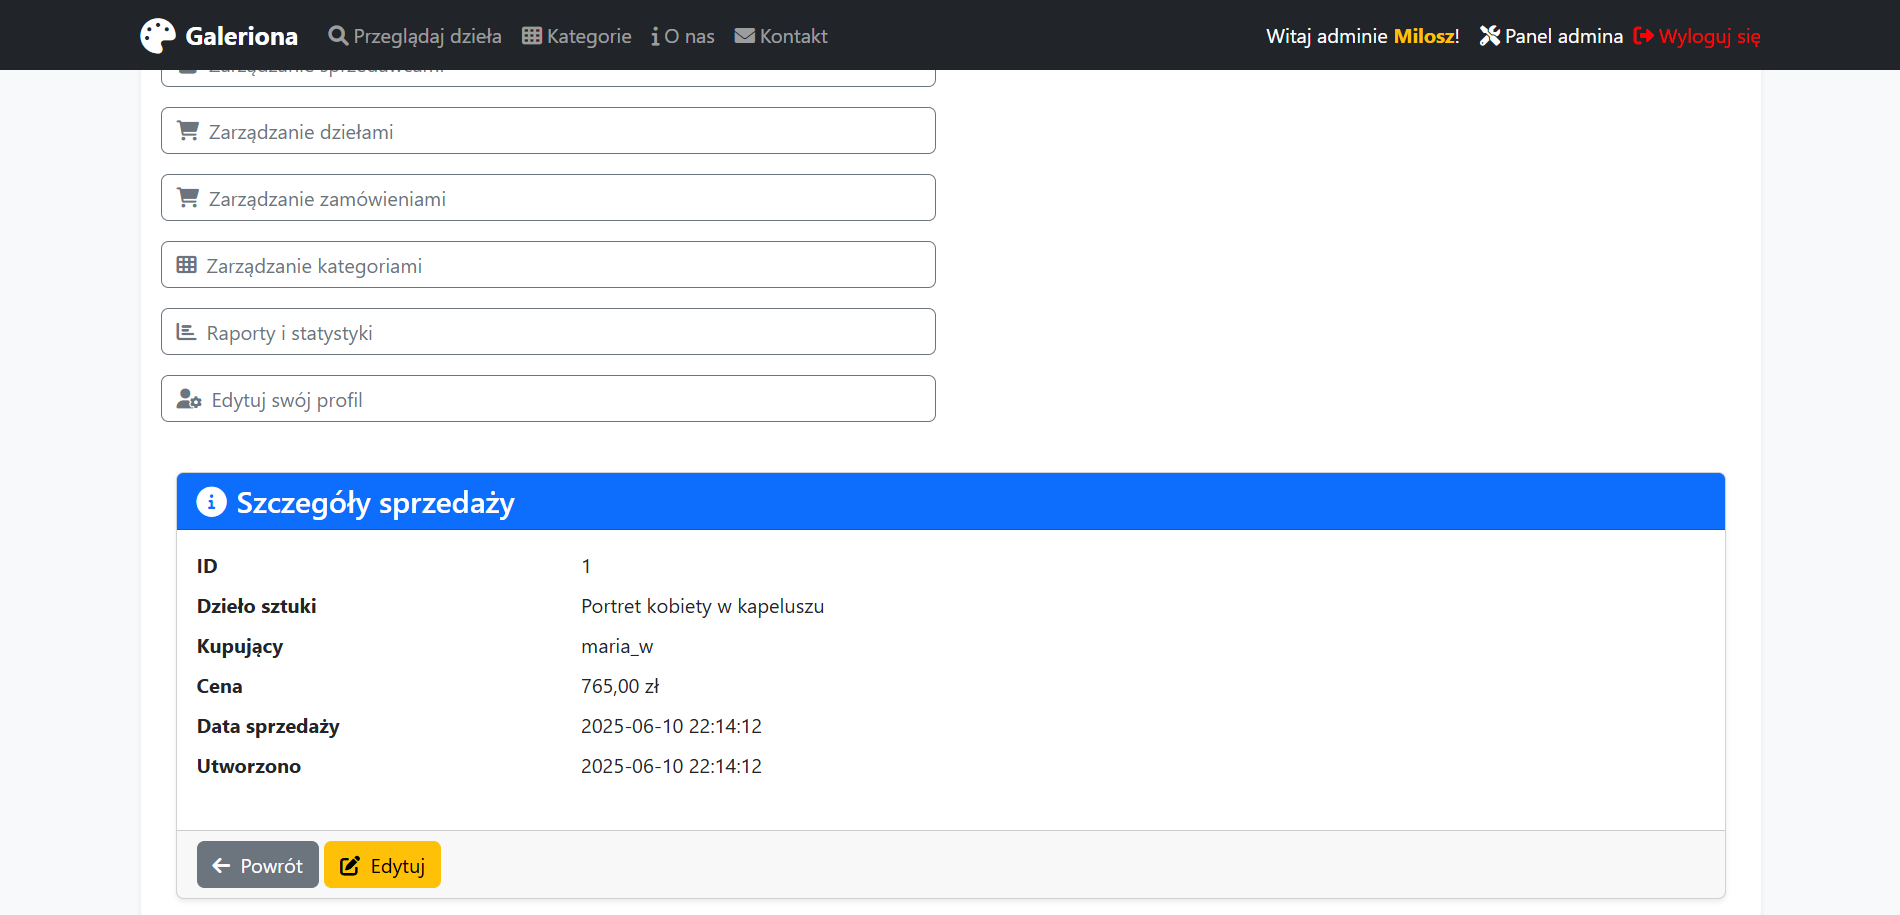 Galeriona Przeglądaj dzieła Kategorie O nas Kontakt Witaj adminie Milosz! Panel admina Wyloguj się
Zarządzanie sprzedawcami
Zarządzanie dziełami
Zarządzanie zamówieniami
Zarządzanie kategoriami
Raporty i statystyki
Edytuj swój profil
Szczegóły sprzedaży
ID 1
Dzieło sztuki Portret kobiety w kapeluszu
Kupujący maria_w
Cena 765,00 zł
Data sprzedaży 2025-06-10 22:14:12
Utworzono 2025-06-10 22:14:12
Powrót Edytuj